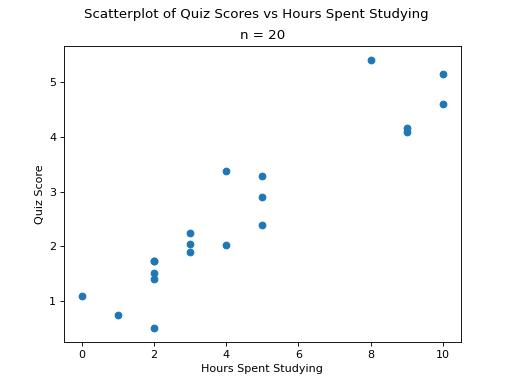 Scatterplot of Quiz Scores vs Hours Spent Studying
n = 20
5
4
3
2
1
Quiz Score
0 2 4 6 8 10
Hours Spent Studying